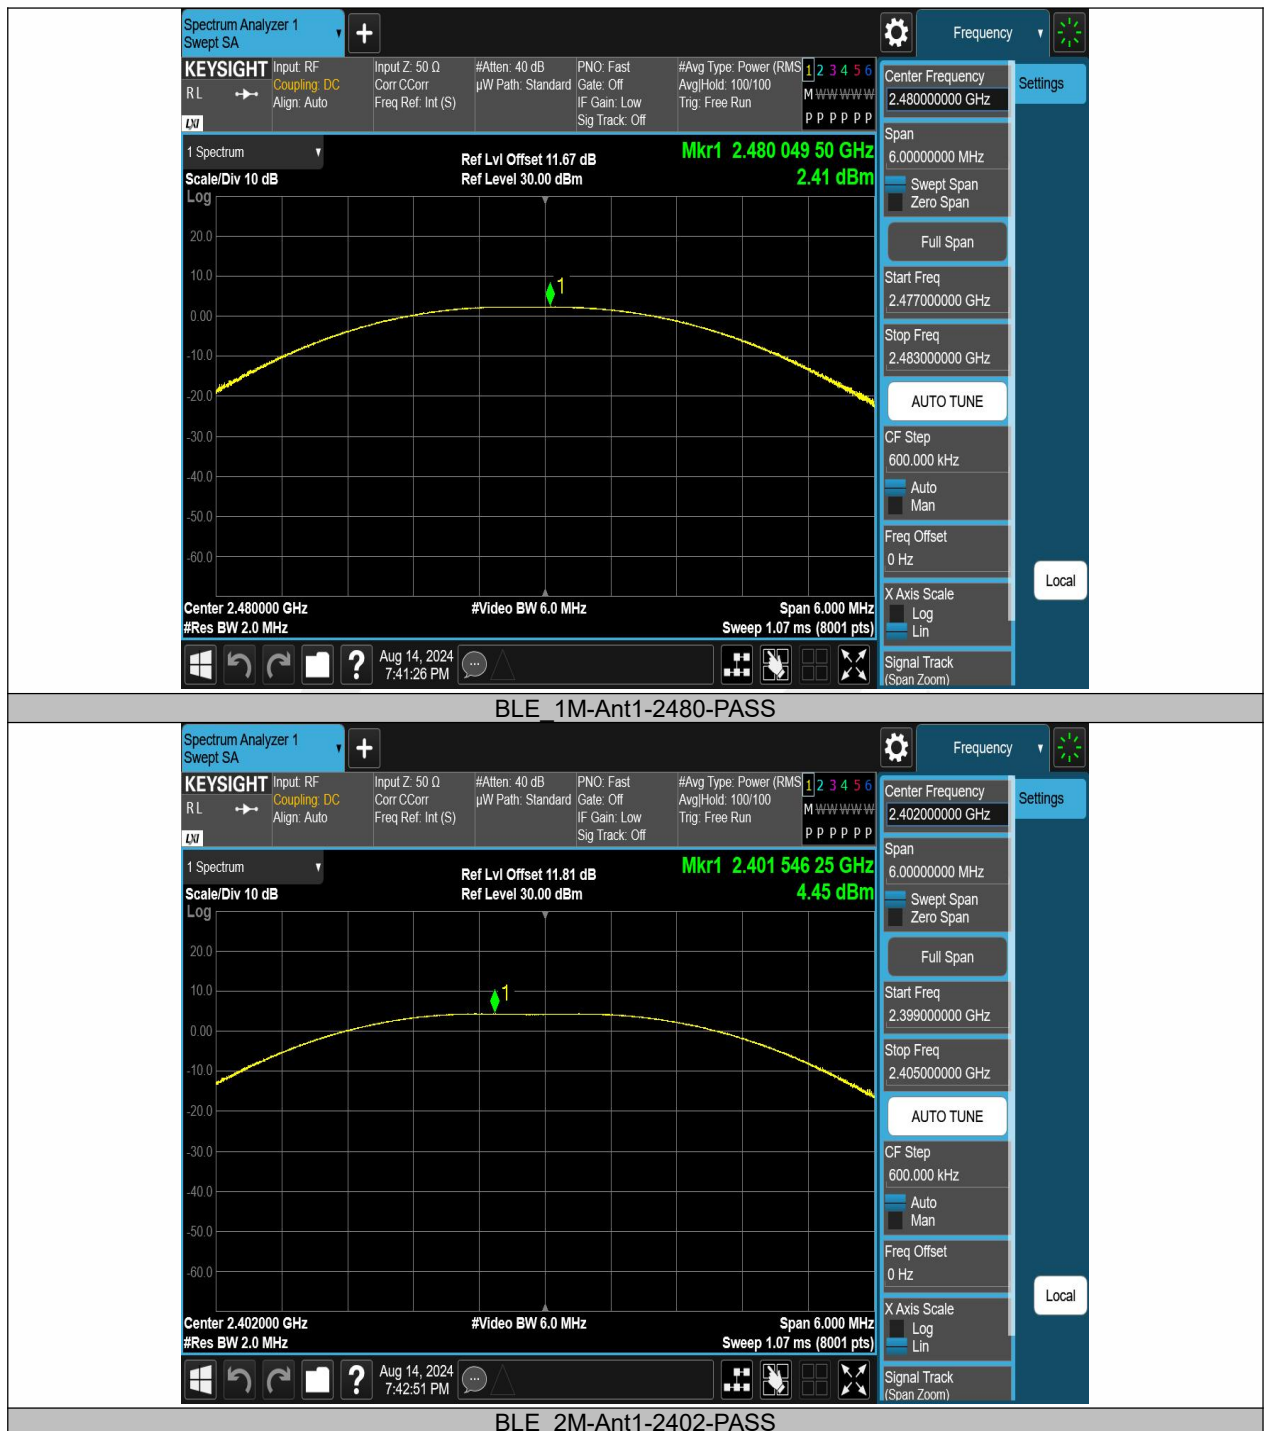 Spectrum Analyzer 1
Swept SA
+
Frequency
KEYSIGHT
RL
LXI
Input: RF
Coupling: DC
Align: Auto
Input Z: 50 Ω
Corr CCorr
Freq Ref: Int (S)
#Atten: 40 dB
µW Path: Standard
PNO: Fast
Gate: Off
IF Gain: Low
Sig Track: Off
#Avg Type: Power (RMS
Avg|Hold: 100/100
Trig: Free Run
1 2 3 4 5 6
M W W W W W
P P P P P P
Center Frequency
2.480000000 GHz
Settings
Span
6.00000000 MHz
Swept Span
Zero Span
Full Span
Start Freq
2.477000000 GHz
Stop Freq
2.483000000 GHz
AUTO TUNE
CF Step
600.000 kHz
Auto
Man
Freq Offset
0 Hz
X Axis Scale
Log
Lin
Signal Track
(Span Zoom)
Local
1 Spectrum
Scale/Div 10 dB
Ref Lvl Offset 11.67 dB
Ref Level 30.00 dBm
Mkr1 2.480 049 50 GHz
2.41 dBm
Log
20.0
10.0
0.00
-10.0
-20.0
-30.0
-40.0
-50.0
-60.0
1
Center 2.480000 GHz
#Video BW 6.0 MHz
Span 6.000 MHz
#Res BW 2.0 MHz
Sweep 1.07 ms (8001 pts)
?
Aug 14, 2024
7:41:26 PM
BLE_1M-Ant1-2480-PASS
Spectrum Analyzer 1
Swept SA
+
Frequency
KEYSIGHT
RL
LXI
Input: RF
Coupling: DC
Align: Auto
Input Z: 50 Ω
Corr CCorr
Freq Ref: Int (S)
#Atten: 40 dB
µW Path: Standard
PNO: Fast
Gate: Off
IF Gain: Low
Sig Track: Off
#Avg Type: Power (RMS
Avg|Hold: 100/100
Trig: Free Run
1 2 3 4 5 6
M W W W W W
P P P P P P
Center Frequency
2.402000000 GHz
Settings
Span
6.00000000 MHz
Swept Span
Zero Span
Full Span
Start Freq
2.399000000 GHz
Stop Freq
2.405000000 GHz
AUTO TUNE
CF Step
600.000 kHz
Auto
Man
Freq Offset
0 Hz
X Axis Scale
Log
Lin
Signal Track
(Span Zoom)
Local
1 Spectrum
Scale/Div 10 dB
Ref Lvl Offset 11.81 dB
Ref Level 30.00 dBm
Mkr1 2.401 546 25 GHz
4.45 dBm
Log
20.0
10.0
0.00
-10.0
-20.0
-30.0
-40.0
-50.0
-60.0
1
Center 2.402000 GHz
#Video BW 6.0 MHz
Span 6.000 MHz
#Res BW 2.0 MHz
Sweep 1.07 ms (8001 pts)
?
Aug 14, 2024
7:42:51 PM
BLE_2M-Ant1-2402-PASS